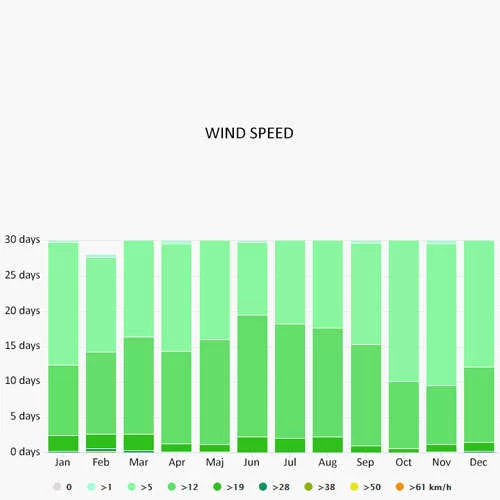 WIND SPEED
30 days
25 days
20 days
15 days
10 days
5 days
0 days
Jan Feb Mar Apr Maj Jun Jul Aug Sep Oct Nov Dec
0 >1 >5 >12 >19 >28 >38 >50 >61 km/h